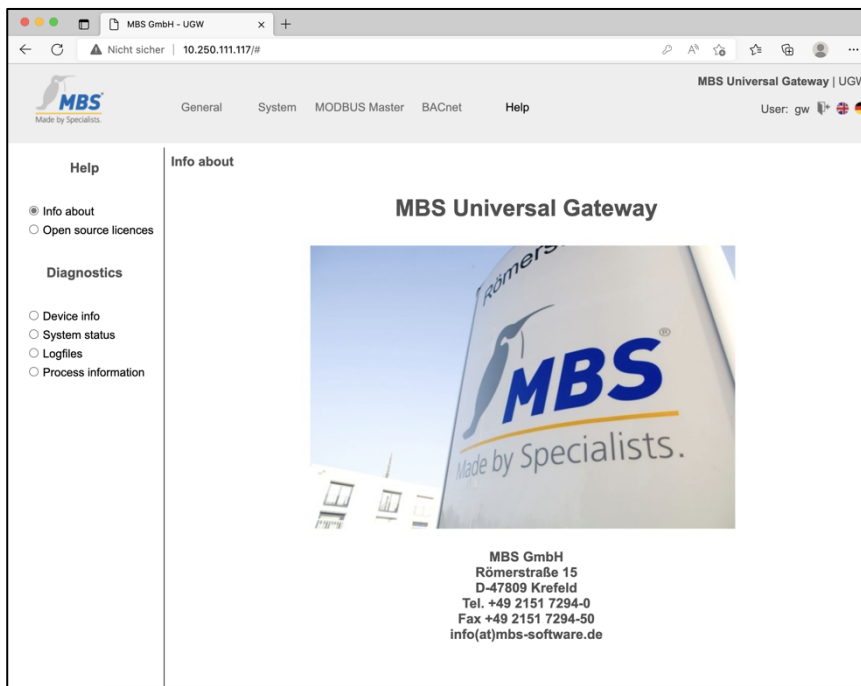 MBS GmbH - UGW
Nicht sicher | 10.250.111.117/#
MBS Universal Gateway | UGW
MBS
Made by Specialists.
General System MODBUS Master BACnet Help
User: gw
Help
Info about
Open source licences
Diagnostics
Device info
System status
Logfiles
Process information
Info about
MBS Universal Gateway
Römers
MBS®
Made by Specialists.
MBS GmbH
Römerstraße 15
D-47809 Krefeld
Tel. +49 2151 7294-0
Fax +49 2151 7294-50
info(at)mbs-software.de